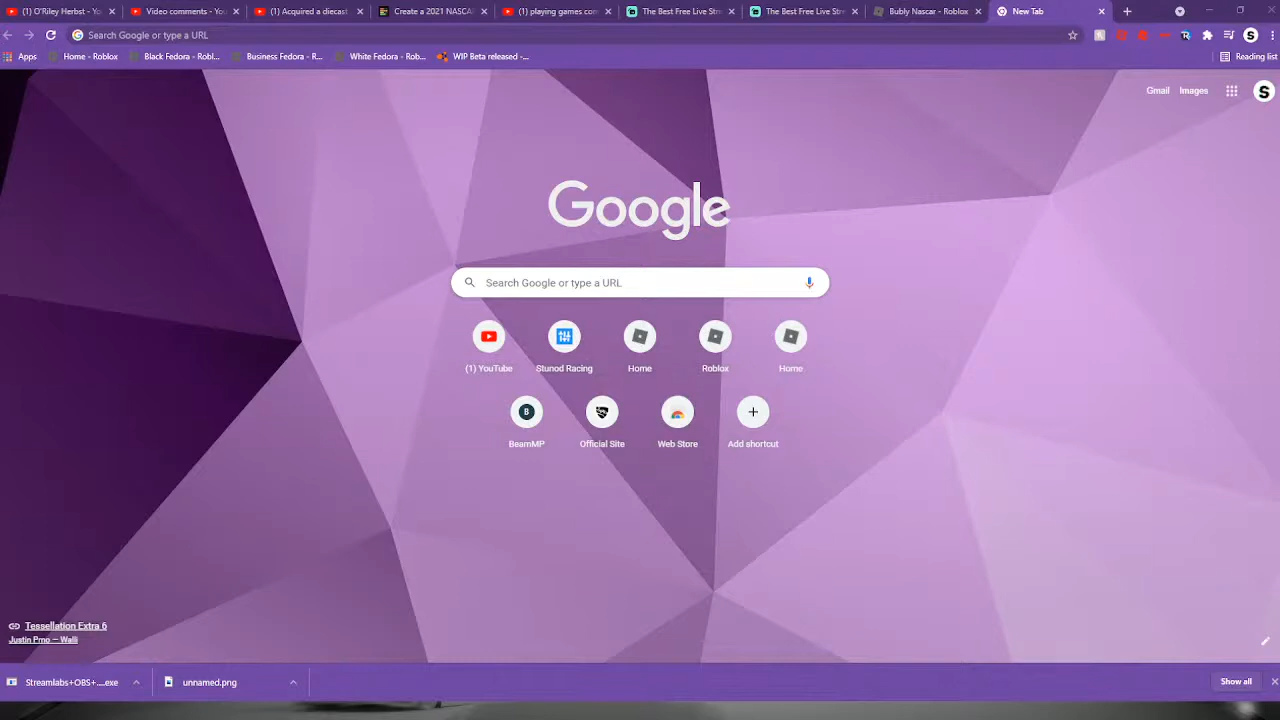 (1) O'Riley Herbst - Yo
Video comments - You
(1) Acquired a diecast
Create a 2021 NASCAR
(1) playing games com
The Best Free Live Stre
The Best Free Live Stre
Bubly Nascar - Roblox
New Tab
Search Google or type a URL
Apps
Home - Roblox
Black Fedora - Robl...
Business Fedora - R...
White Fedora - Rob...
WIP Beta released -...
Reading list
Gmail
Images
S
Google
Search Google or type a URL
(1) YouTube
Stunod Racing
Home
Roblox
Home
B
BeamMP
Official Site
Web Store
Add shortcut
Tessellation Extra 6
Justin Prno — Walli
Streamlabs+OBS+....exe
unnamed.png
Show all